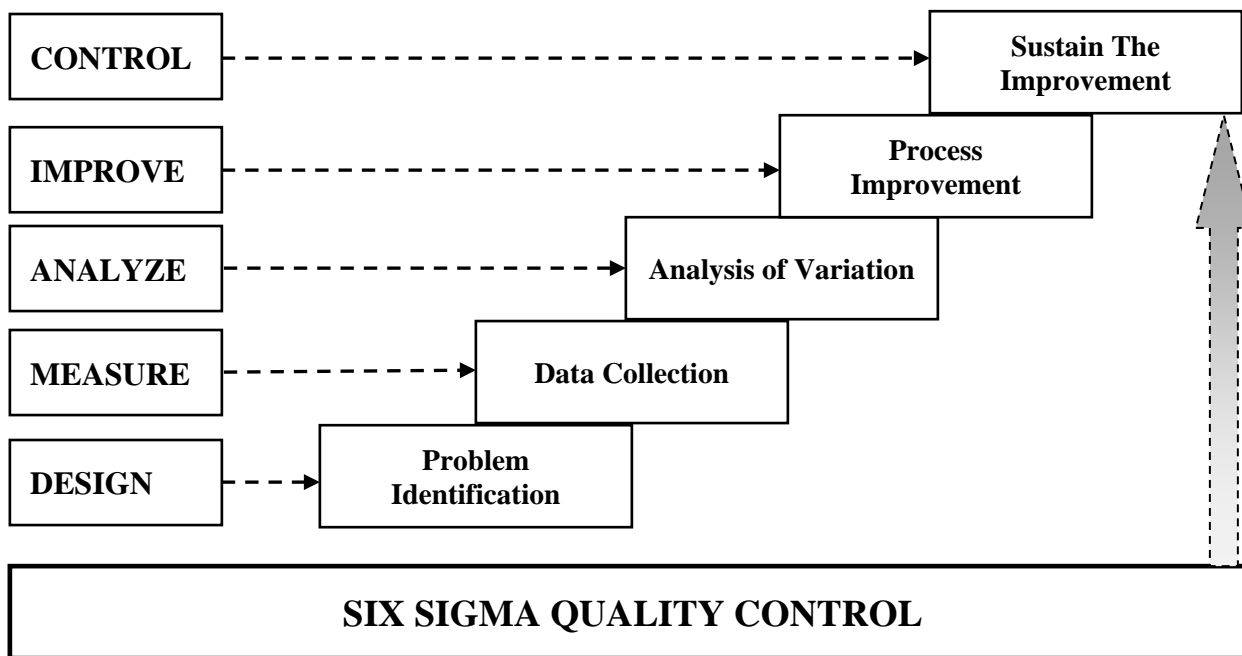 CONTROL
Sustain The
Improvement
IMPROVE
Process
Improvement
ANALYZE
Analysis of Variation
MEASURE
Data Collection
DESIGN
Problem
Identification
SIX SIGMA QUALITY CONTROL